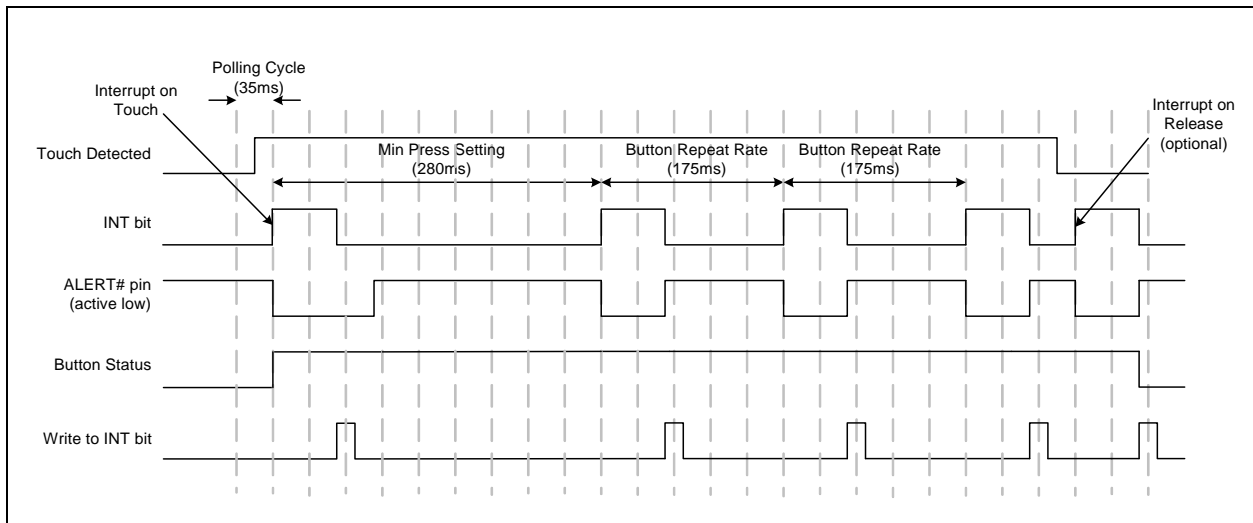 Polling Cycle
(35ms)
Interrupt on
Touch
Interrupt on
Release
(optional)
Touch Detected
Min Press Setting
(280ms)
Button Repeat Rate
(175ms)
Button Repeat Rate
(175ms)
INT bit
ALERT# pin
(active low)
Button Status
Write to INT bit